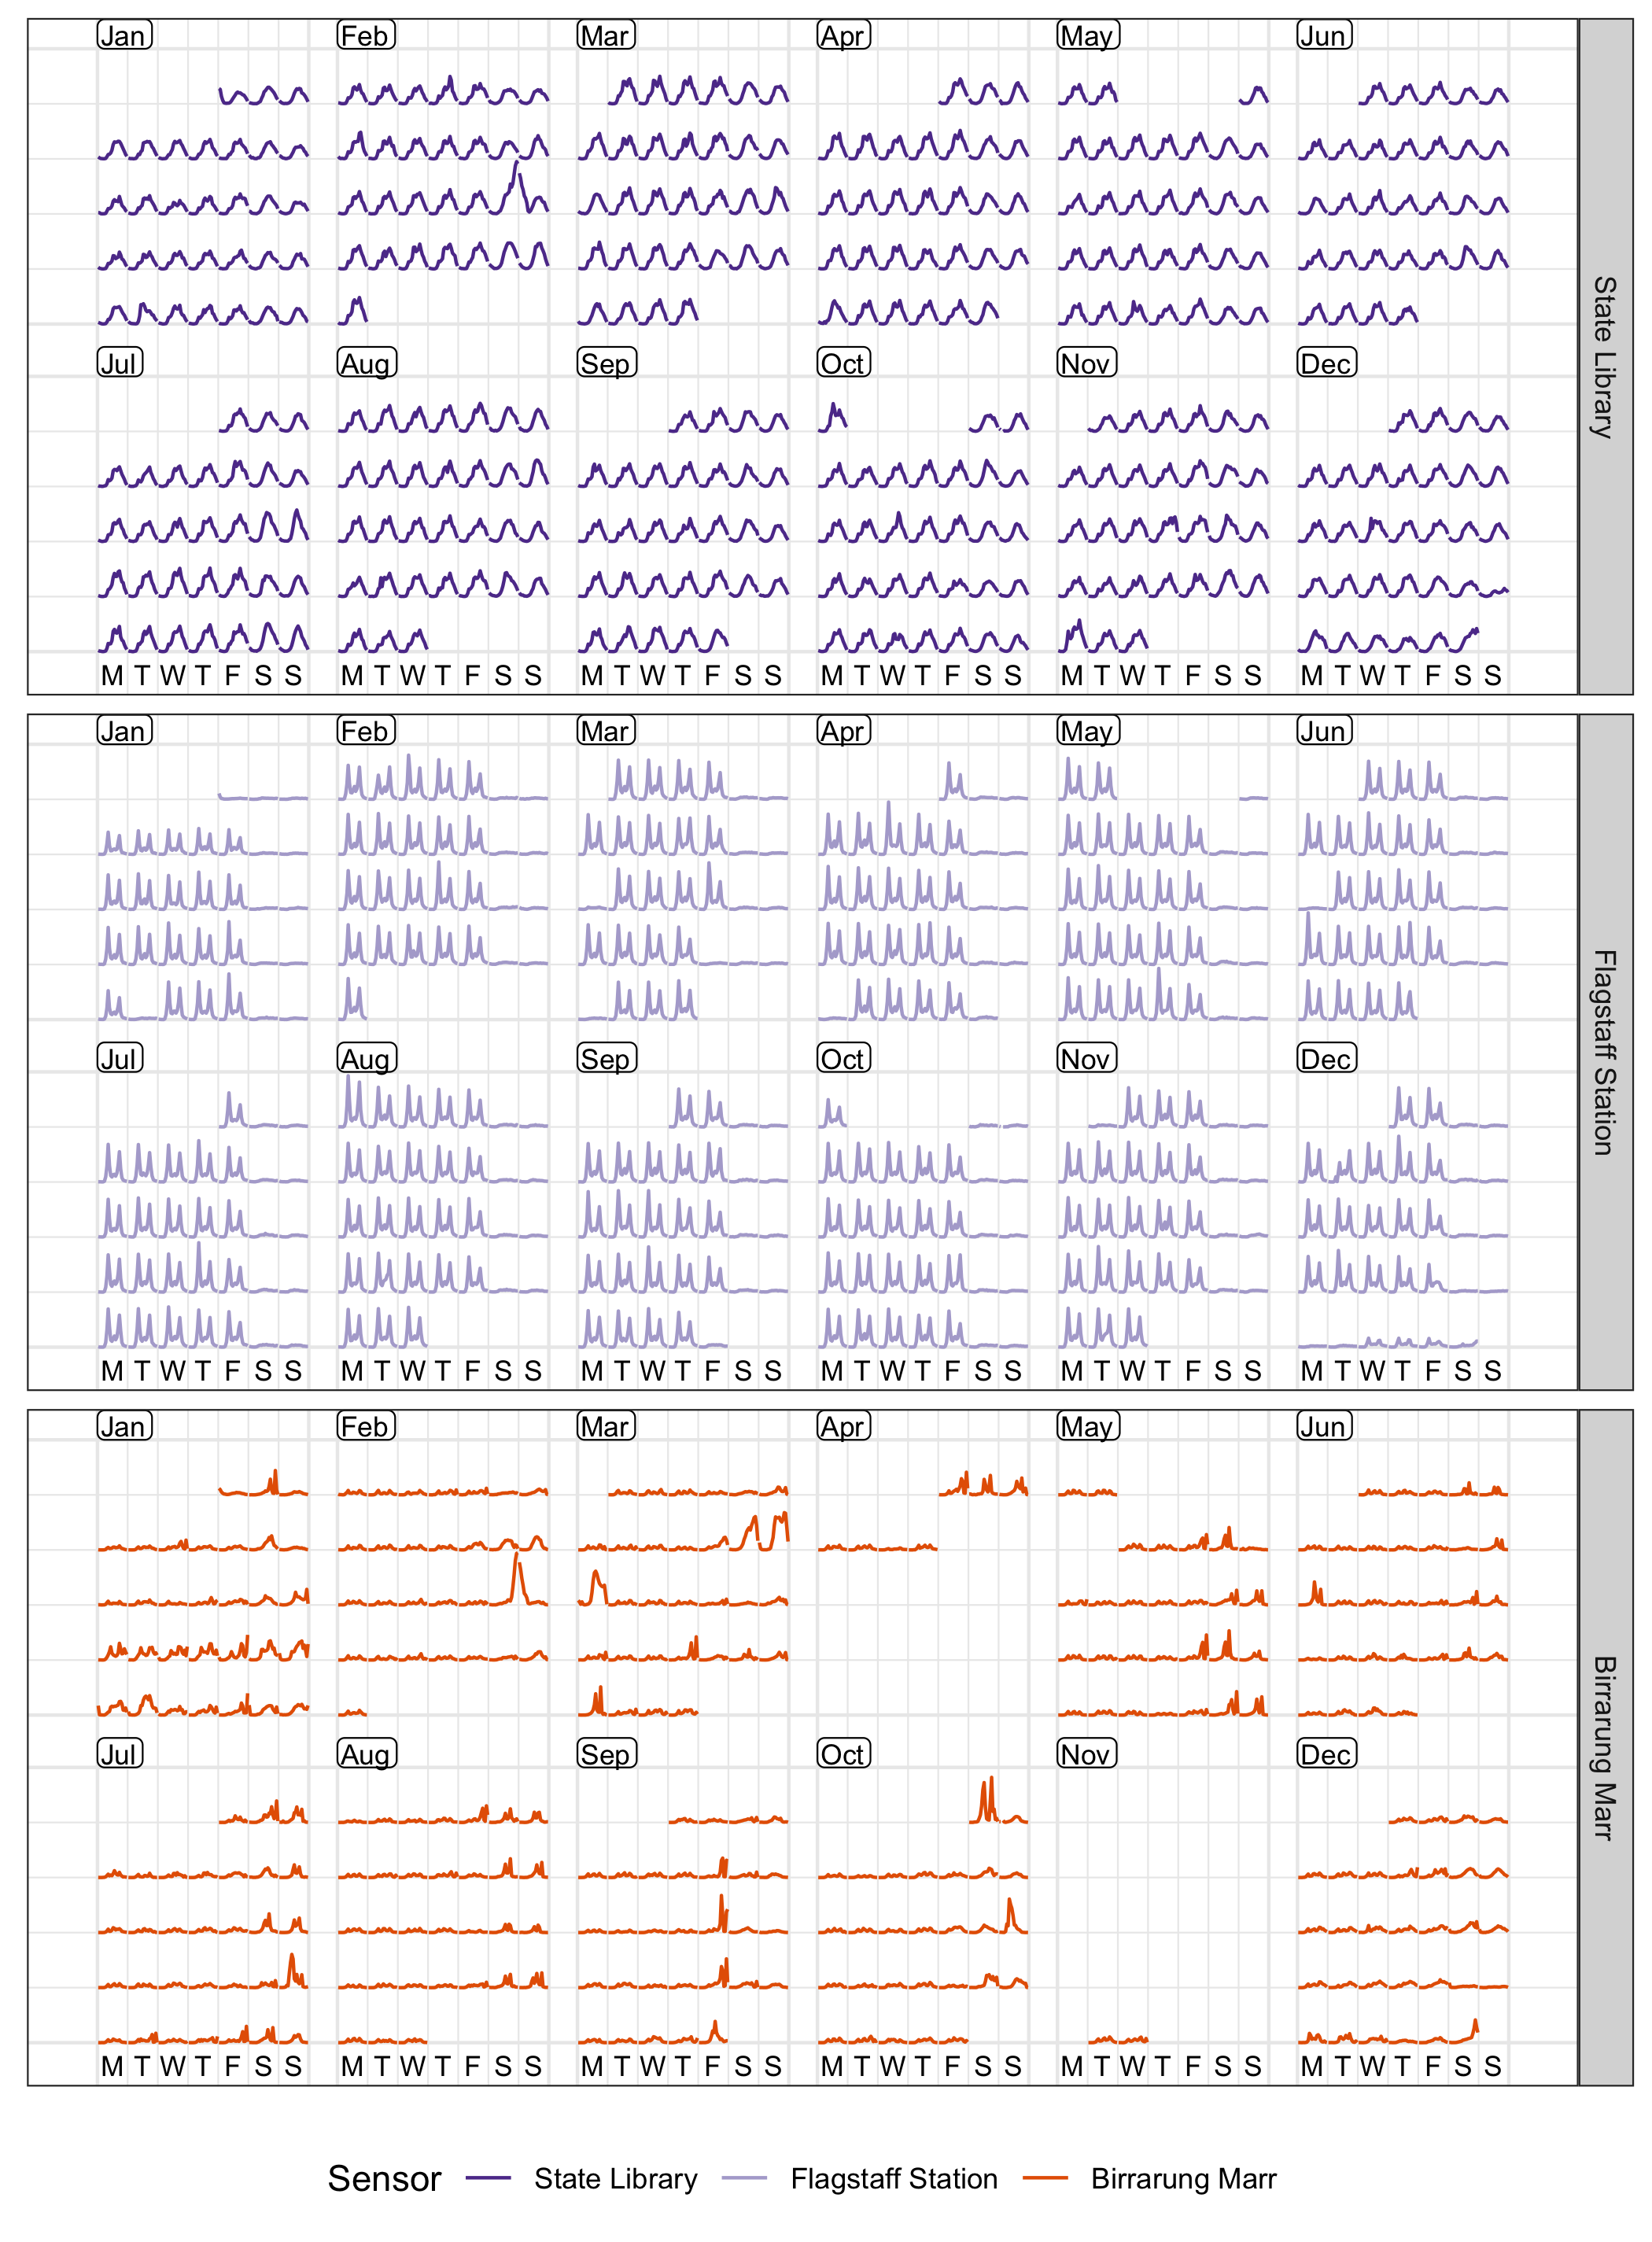 Jan Feb Mar Apr May Jun
Jul Aug Sep Oct Nov Dec
M T W T F S S M T W T F S S M T W T F S S M T W T F S S M T W T F S S M T W T F S S
State Library
Jan Feb Mar Apr May Jun
Jul Aug Sep Oct Nov Dec
M T W T F S S M T W T F S S M T W T F S S M T W T F S S M T W T F S S M T W T F S S
Flagstaff Station
Jan Feb Mar Apr May Jun
Jul Aug Sep Oct Nov Dec
M T W T F S S M T W T F S S M T W T F S S M T W T F S S M T W T F S S M T W T F S S
Birrarung Marr
Sensor State Library Flagstaff Station Birrarung Marr